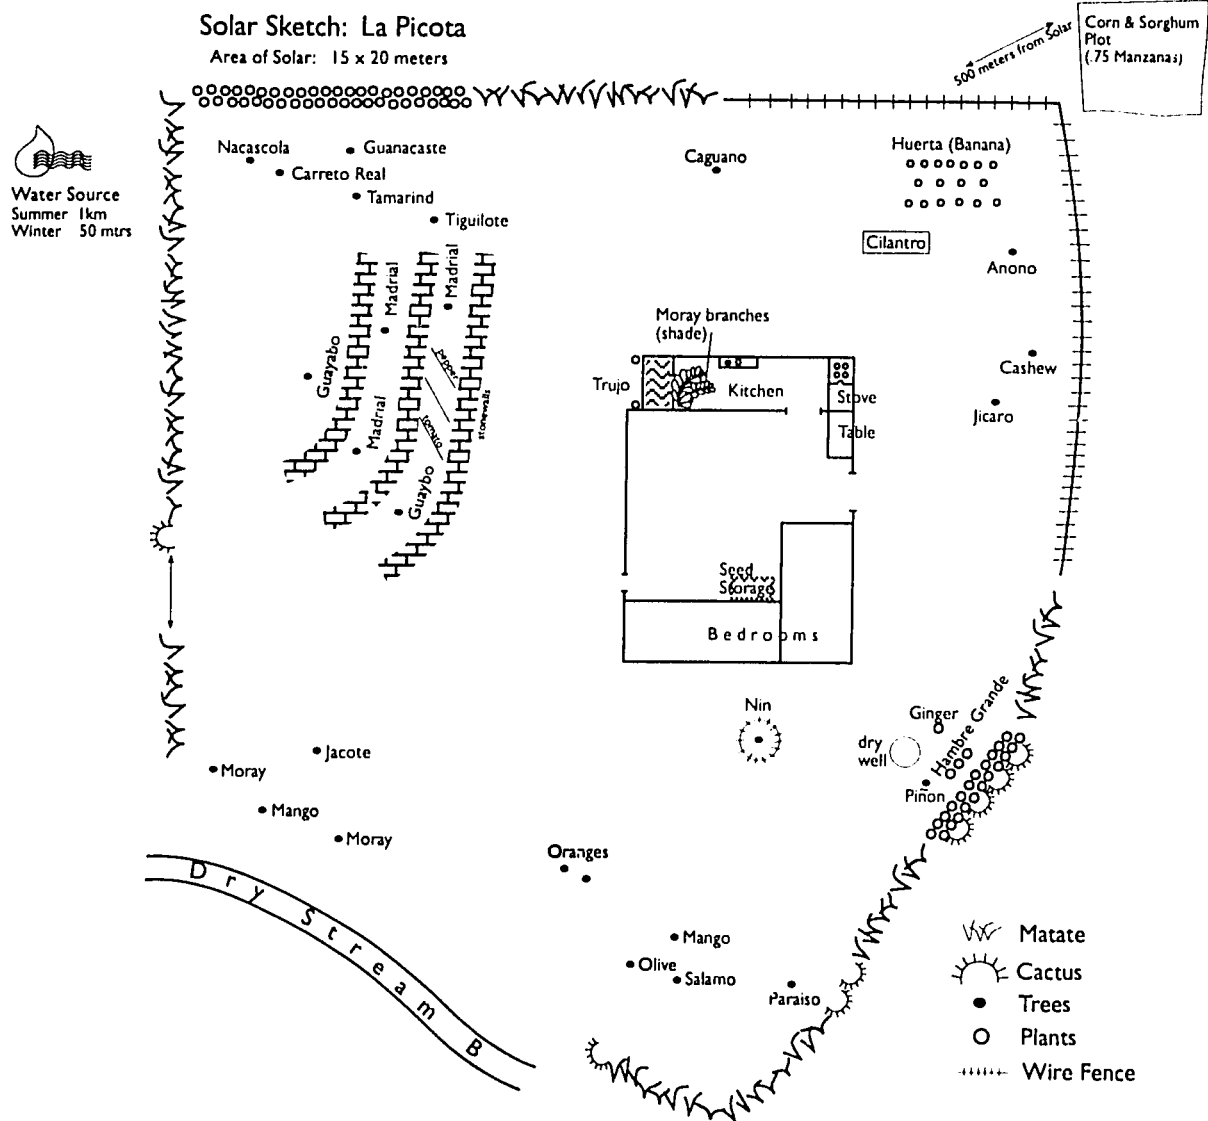 Solar Sketch: La Picota
Area of Solar: 15 x 20 meters
500 meters from Solar
Corn & Sorghum
Plot
(.75 Manzanas)
Water Source
Summer 1km
Winter 50 mtrs
Nacascola
Guanacaste
Carreto Real
Tamarind
Tiguilote
Caguano
Huerta (Banana)
Cilantro
Anono
Cashew
Jicaro
Madrial
Madrial
Guayabo
Madrial
Guaybo
pepper
tomato
stonewalls
Moray branches
(shade)
Trujo
Kitchen
Stove
Table
Seed
Storage
Bedrooms
Nin
Ginger
Hambre Grande
dry
well
Piñon
Jacote
Moray
Mango
Moray
Oranges
Dry Stream B
Mango
Olive
Salamo
Paraiso
Matate
Cactus
Trees
Plants
Wire Fence